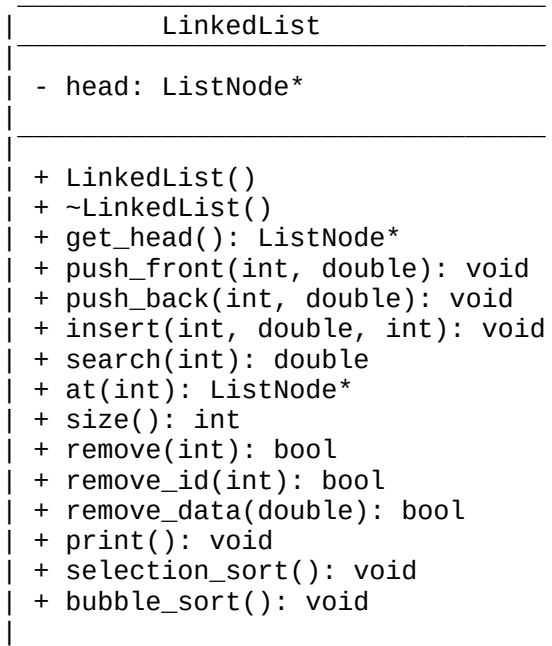 LinkedList
- head: ListNode*
+ LinkedList()
+ ~LinkedList()
+ get_head(): ListNode*
+ push_front(int, double): void
+ push_back(int, double): void
+ insert(int, double, int): void
+ search(int): double
+ at(int): ListNode*
+ size(): int
+ remove(int): bool
+ remove_id(int): bool
+ remove_data(double): bool
+ print(): void
+ selection_sort(): void
+ bubble_sort(): void